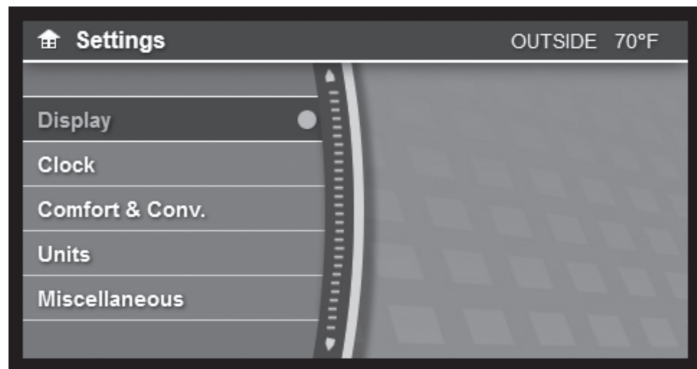 Settings OUTSIDE 70°F
Display
Clock
Comfort & Conv.
Units
Miscellaneous